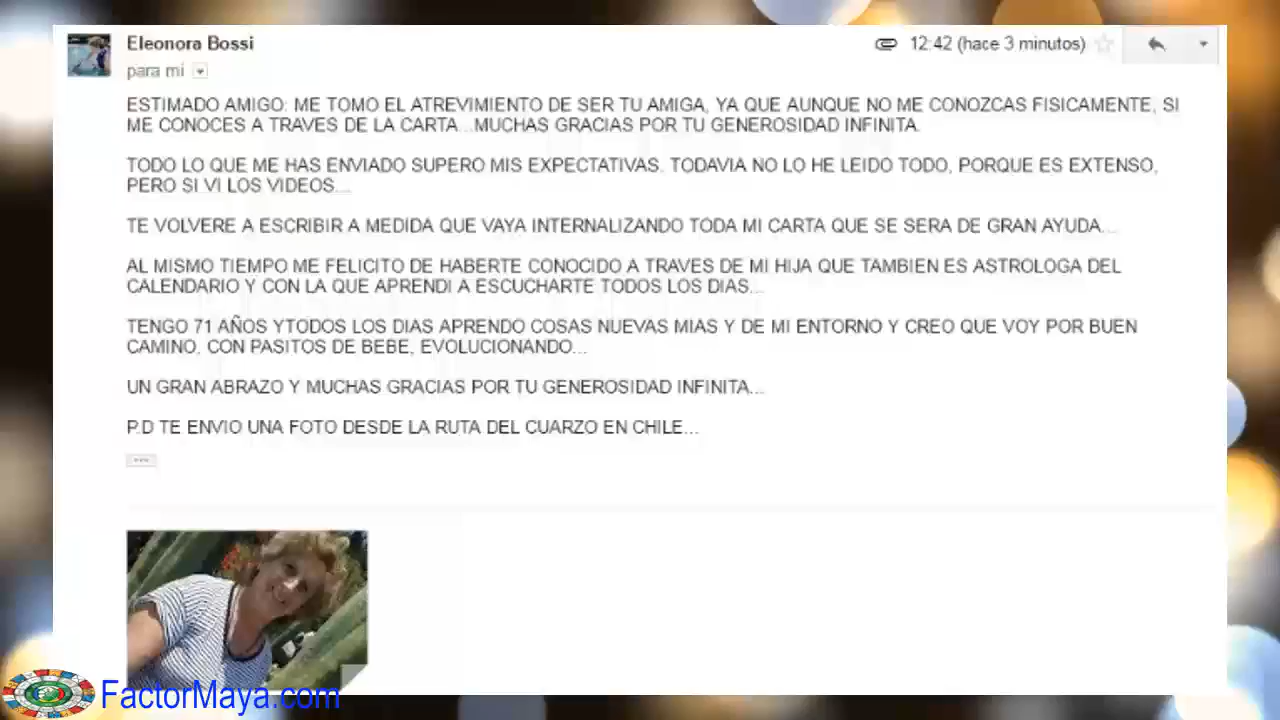 Eleonora Bossi
12:42 (hace 3 minutos)
para mí
ESTIMADO AMIGO: ME TOMO EL ATREVIMIENTO DE SER TU AMIGA, YA QUE AUNQUE NO ME CONOZCAS FISICAMENTE, SI
ME CONOCES A TRAVES DE LA CARTA...MUCHAS GRACIAS POR TU GENEROSIDAD INFINITA.
TODO LO QUE ME HAS ENVIADO SUPERO MIS EXPECTATIVAS. TODAVIA NO LO HE LEIDO TODO, PORQUE ES EXTENSO,
PERO SI VI LOS VIDEOS....
TE VOLVERE A ESCRIBIR A MEDIDA QUE VAYA INTERNALIZANDO TODA MI CARTA QUE SE SERA DE GRAN AYUDA...
AL MISMO TIEMPO ME FELICITO DE HABERTE CONOCIDO A TRAVES DE MI HIJA QUE TAMBIEN ES ASTROLOGA DEL
CALENDARIO Y CON LA QUE APRENDI A ESCUCHARTE TODOS LOS DIAS...
TENGO 71 AÑOS YTODOS LOS DIAS APRENDO COSAS NUEVAS MIAS Y DE MI ENTORNO Y CREO QUE VOY POR BUEN
CAMINO, CON PASITOS DE BEBE, EVOLUCIONANDO...
UN GRAN ABRAZO Y MUCHAS GRACIAS POR TU GENEROSIDAD INFINITA...
P.D TE ENVIO UNA FOTO DESDE LA RUTA DEL CUARZO EN CHILE...
FactorMaya.com